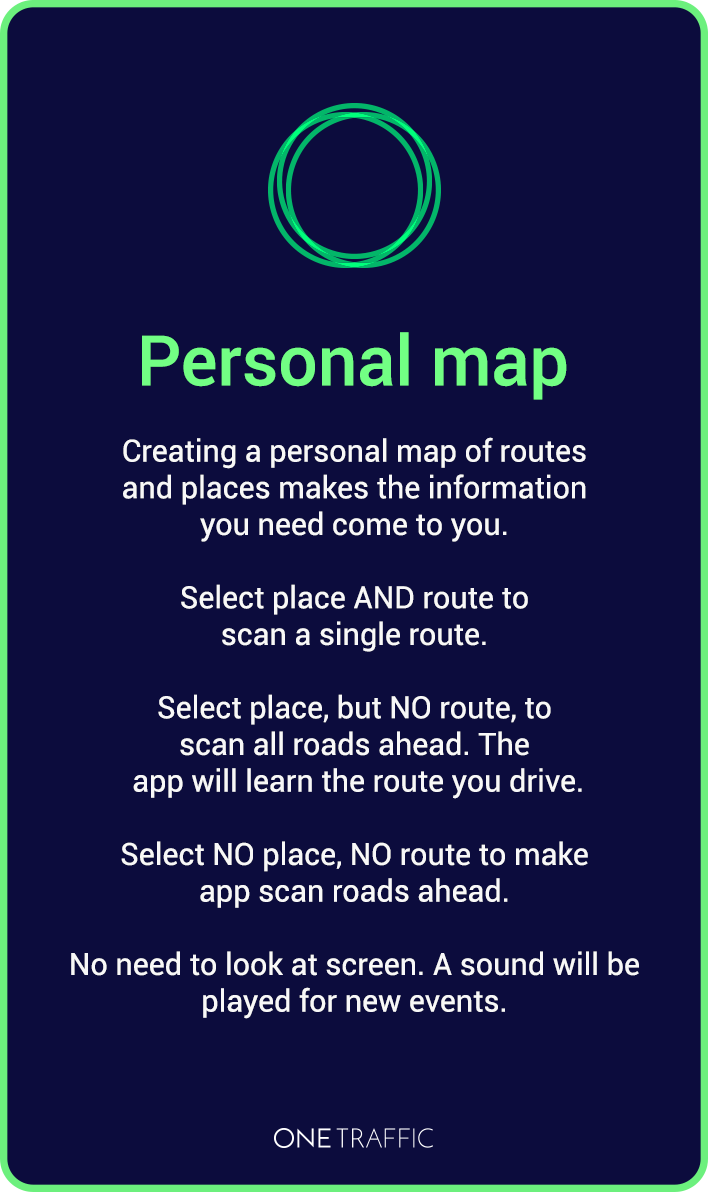 Personal map
Creating a personal map of routes
and places makes the information
you need come to you.
Select place AND route to
scan a single route.
Select place, but NO route, to
scan all roads ahead. The
app will learn the route you drive.
Select NO place, NO route to make
app scan roads ahead.
No need to look at screen. A sound will be
played for new events.
ONETRAFFIC